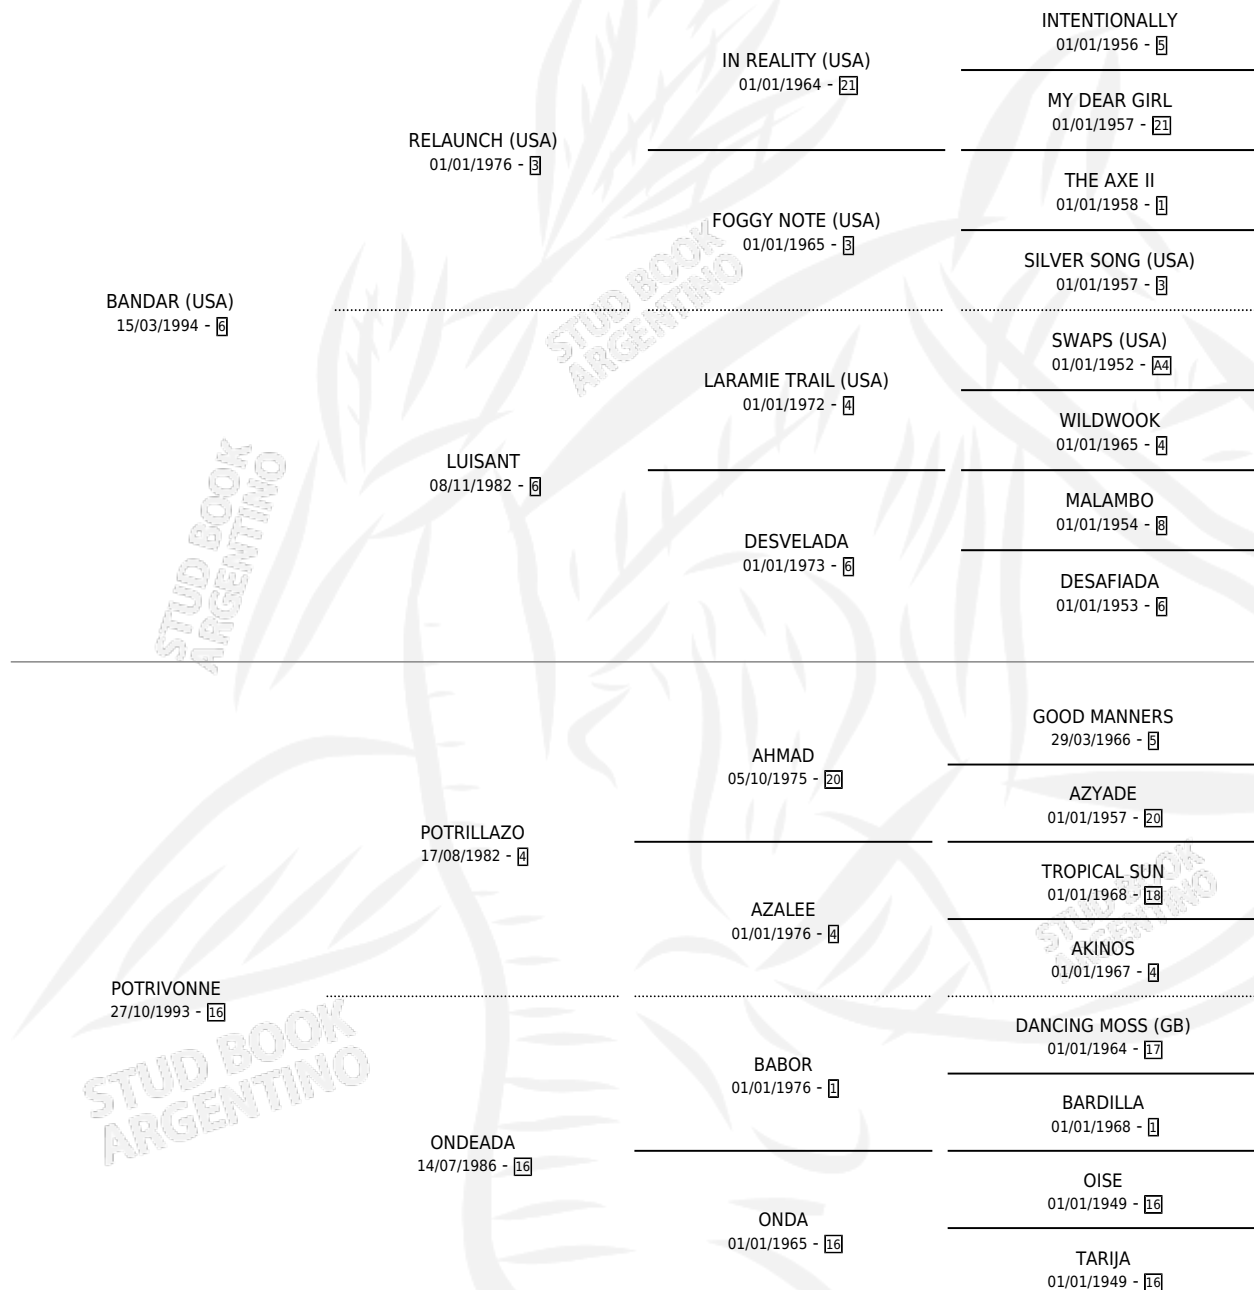 INTENTIONALLY
01/01/1956 - 5
IN REALITY (USA)
01/01/1964 - 21
MY DEAR GIRL
01/01/1957 - 21
RELAUNCH (USA)
01/01/1976 - 3
THE AXE II
01/01/1958 - 1
FOGGY NOTE (USA)
01/01/1965 - 3
SILVER SONG (USA)
01/01/1957 - 3
BANDAR (USA)
15/03/1994 - 6
SWAPS (USA)
01/01/1952 - A4
LARAMIE TRAIL (USA)
01/01/1972 - 4
WILDWOOK
01/01/1965 - 4
LUISANT
08/11/1982 - 6
MALAMBO
01/01/1954 - 8
DESVELADA
01/01/1973 - 6
DESAFIADA
01/01/1953 - 6
GOOD MANNERS
29/03/1966 - 5
AHMAD
05/10/1975 - 20
AZYADE
01/01/1957 - 20
POTRILLAZO
17/08/1982 - 4
TROPICAL SUN
01/01/1968 - 18
AZALEE
01/01/1976 - 4
AKINOS
01/01/1967 - 4
POTRIVONNE
27/10/1993 - 16
DANCING MOSS (GB)
01/01/1964 - 17
BABOR
01/01/1976 - 1
BARDILLA
01/01/1968 - 1
ONDEADA
14/07/1986 - 16
OISE
01/01/1949 - 16
ONDA
01/01/1965 - 16
TARIJA
01/01/1949 - 16
STUD BOOK
ARGENTINO
STUD BOOK
ARGENTINO
STUD BOOK
ARGENTINO
STUD BOOK
ARGENTINO